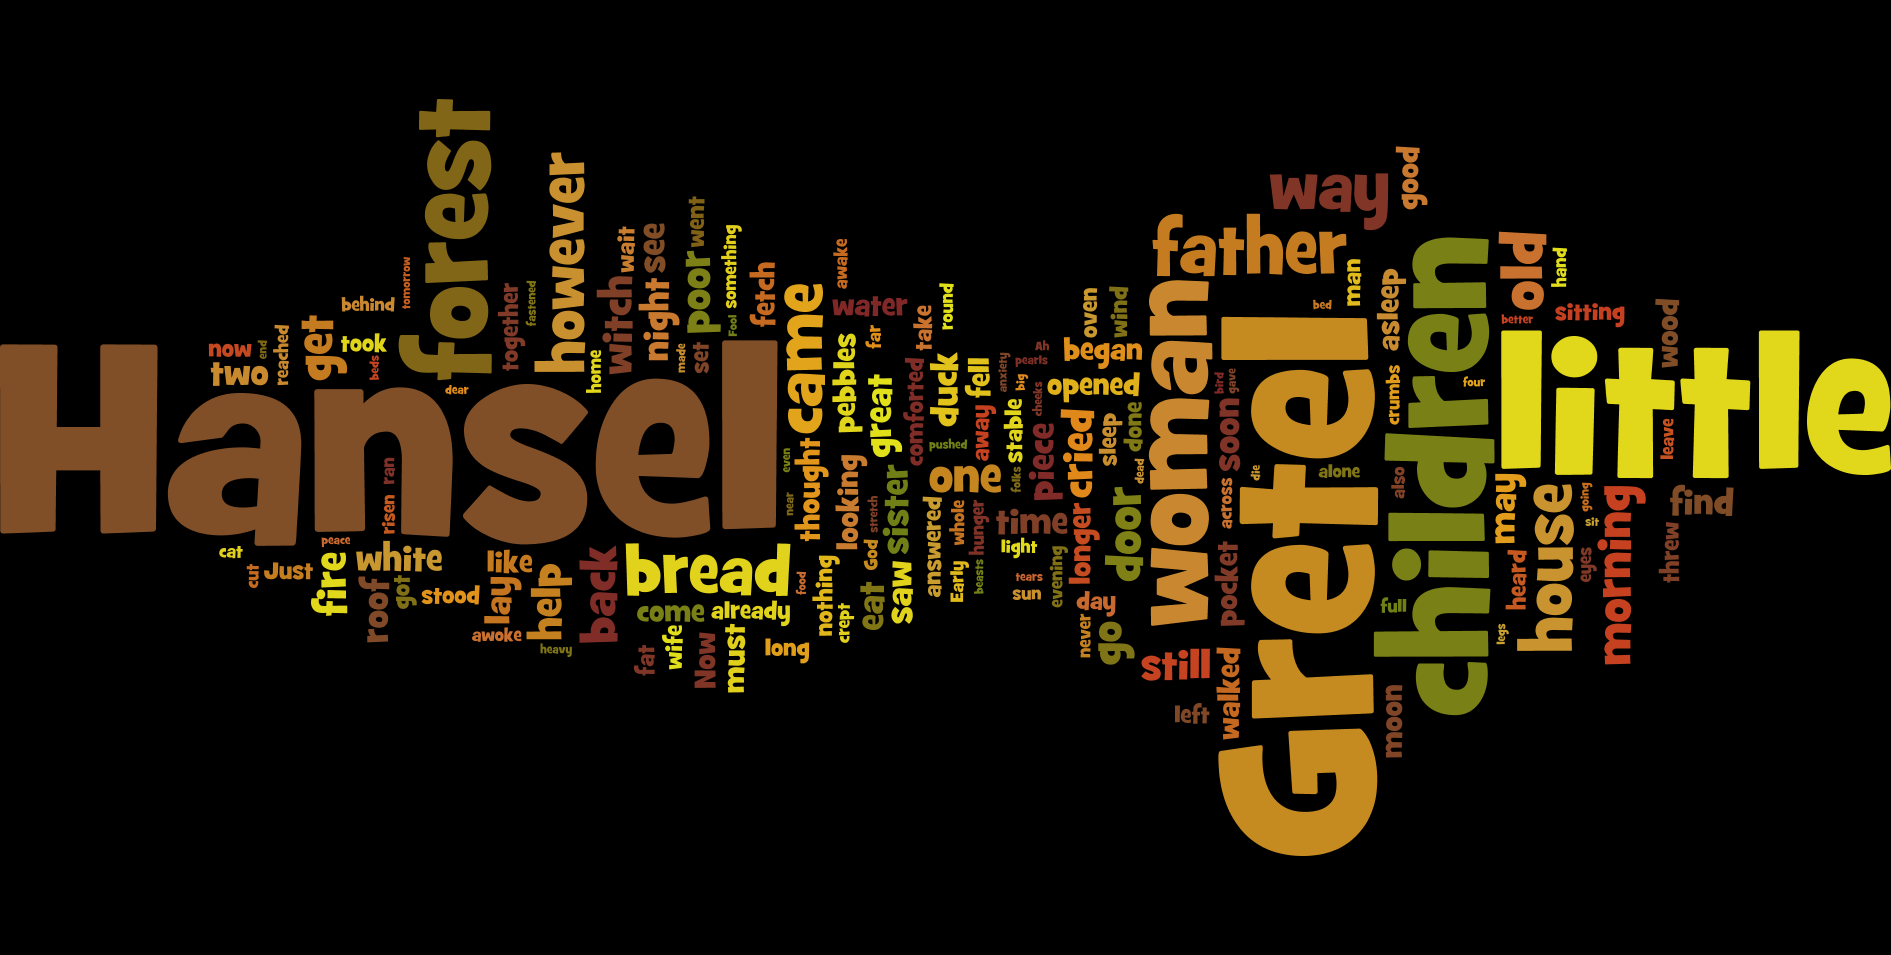 Hansel
Gretel
little
children
forest
woman
father
bread
however
came
house
way
old
morning
back
one
door
time
help
go
white
get
fire
two
now
end
reached
took
behind
tomorrow
beds
dear
together
fastened
home
witch
wait
night
see
made
set
poor
went
something
Fool
fetch
awake
water
far
take
round
pebbles
great
comforted
duck
pushed
fell
away
anxiety
big
stable
Ah
pearls
cheeks
began
opened
oven
wind
piece
cried
sleep
done
dead
folks
thought
even
near
looking
stretch
sister
answered
whole
Early
hunger
beasts
light
tears
sun
evening
longer
day
never
God
saw
eat
food
nothing
crept
come
already
long
must
Now
wife
fat
like
lay
awoke
heavy
stood
got
roof
Just
cut
cat
peace
risen
ran
still
left
walked
pocket
across
soon
bird
gave
die
alone
bed
man
good
asleep
crumbs
four
also
full
moon
better
hand
sitting
wood
leave
find
threw
may
going
sit
eyes
heard
legs